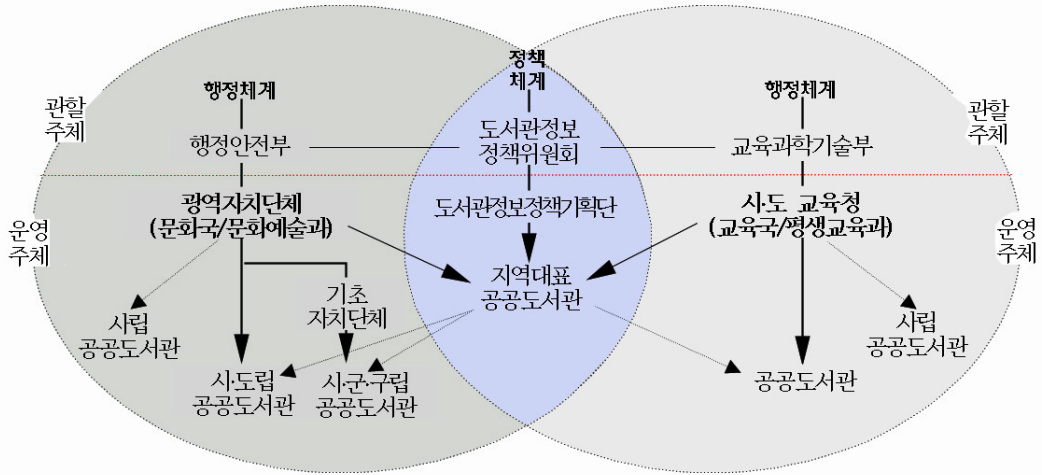 정책
체계
행정체계
행정체계
관할
주체
관할
주체
행정안전부
도서관정보
정책위원회
교육과학기술부
광역자치단체
(문화국/문화예술과)
도서관정보정책기획단
시·도 교육청
(교육국/평생교육과)
운영
주체
운영
주체
지역대표
공공도서관
기초
자치단체
사립
공공도서관
사립
공공도서관
시·도립
공공도서관
시·군·구립
공공도서관
공공도서관